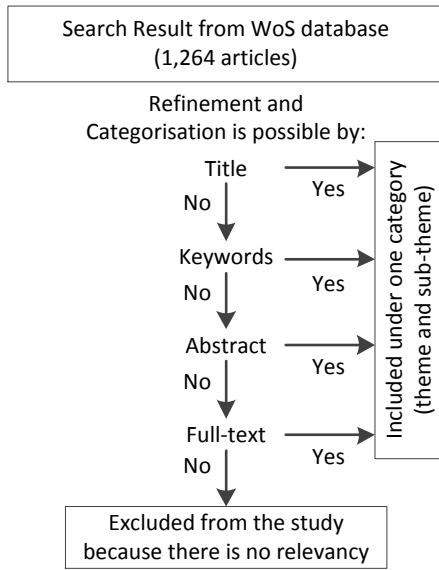 Search Result from WoS database
(1,264 articles)
Refinement and
Categorisation is possible by:
Title
Yes
No
Keywords
Yes
No
Abstract
Yes
No
Full-text
Yes
No
Included under one category
(theme and sub-theme)
Excluded from the study
because there is no relevancy